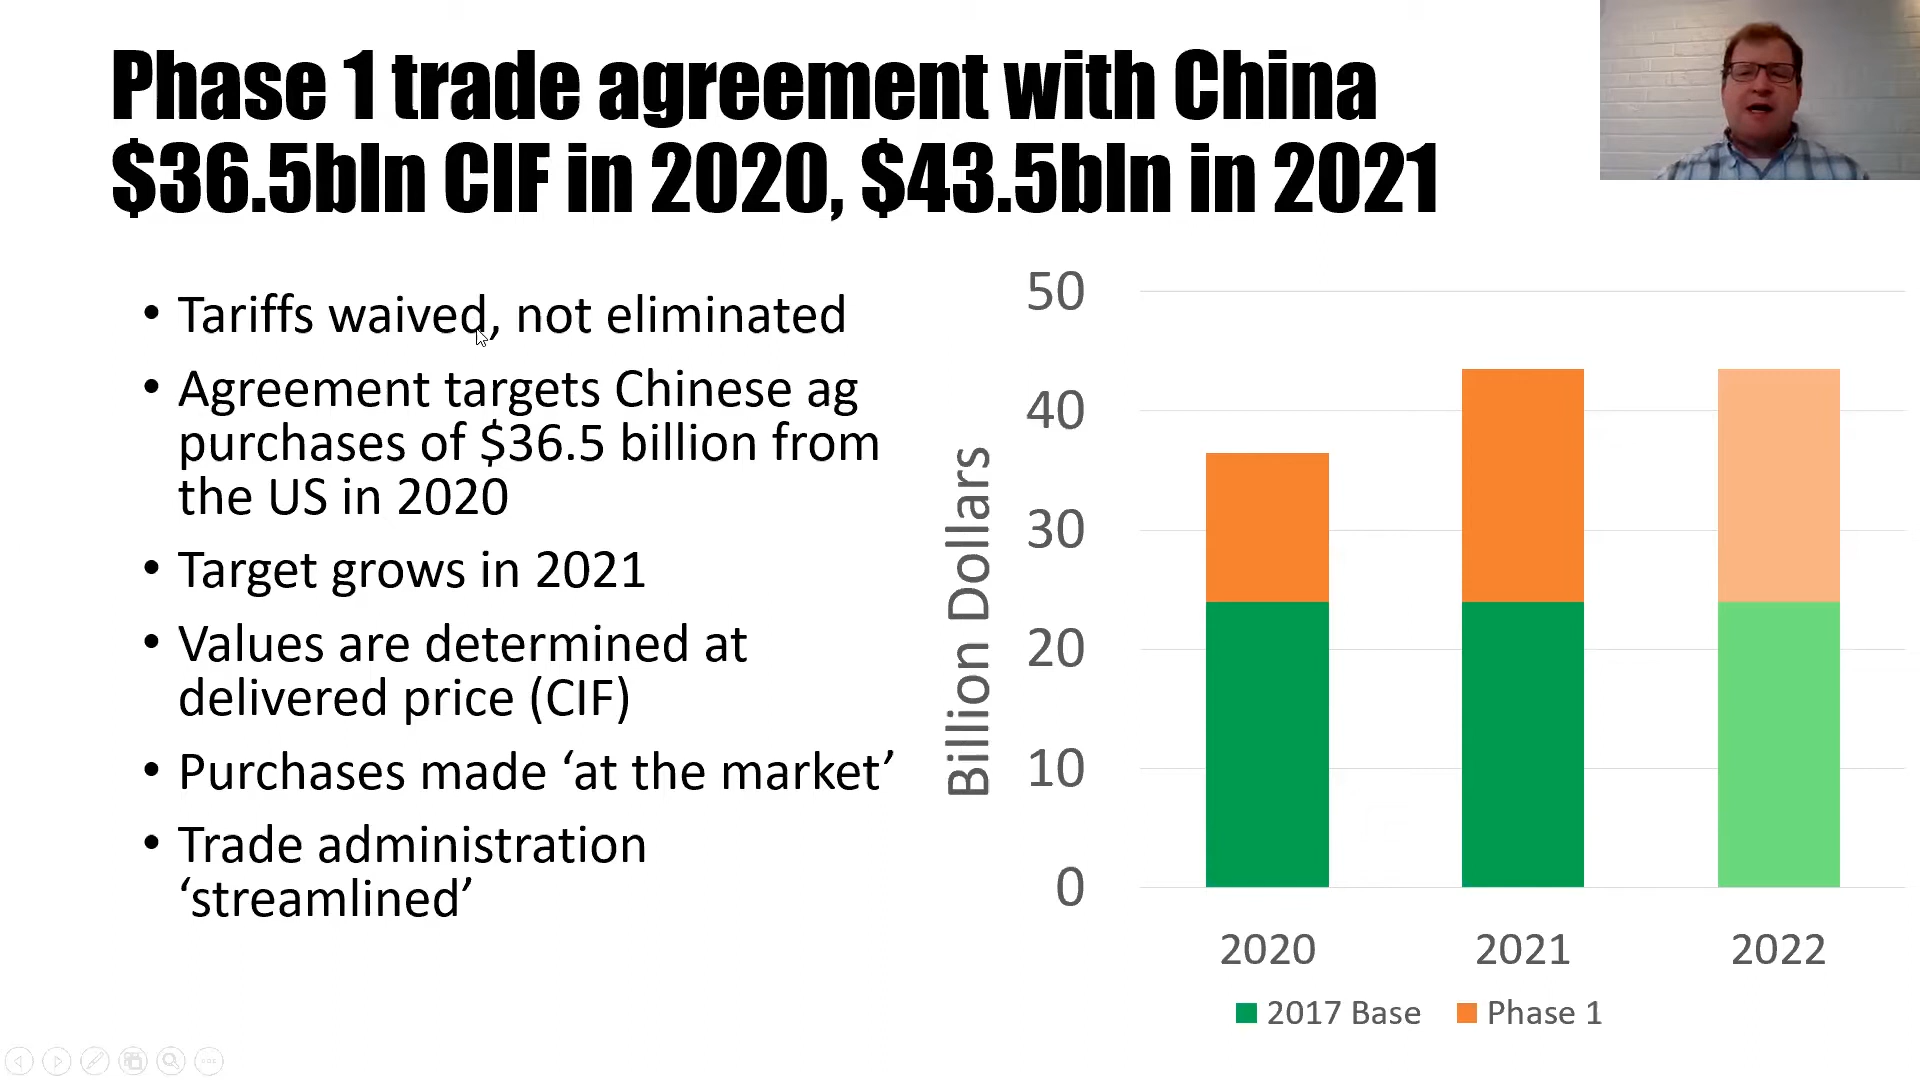 Phase 1 trade agreement with China
$36.5bln CIF in 2020, $43.5bln in 2021
• Tariffs waived, not eliminated
• Agreement targets Chinese ag
purchases of $36.5 billion from
the US in 2020
• Target grows in 2021
• Values are determined at
delivered price (CIF)
• Purchases made ‘at the market’
• Trade administration
‘streamlined’
Billion Dollars
50
40
30
20
10
0
2020 2021 2022
2017 Base Phase 1